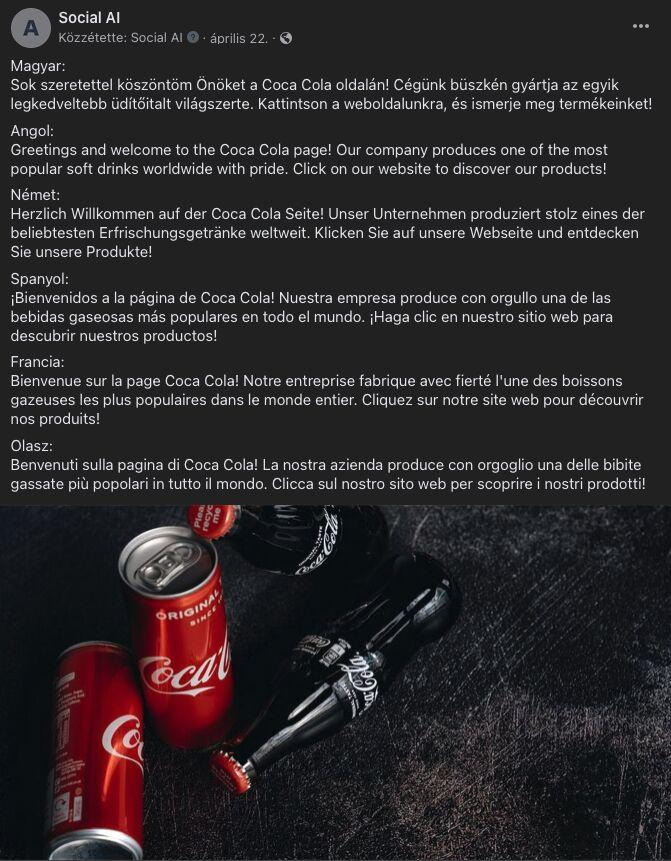 Social AI
Közzétette: Social AI · április 22. ·
A
Magyar:
Sok szeretettel köszöntöm Önöket a Coca Cola oldalán! Cégünk büszkén gyártja az egyik
legkedveltebb üdítőitalt világszerte. Kattintson a weboldalunkra, és ismerje meg termékeinket!
Angol:
Greetings and welcome to the Coca Cola page! Our company produces one of the most
popular soft drinks worldwide with pride. Click on our website to discover our products!
Német:
Herzlich Willkommen auf der Coca Cola Seite! Unser Unternehmen produziert stolz eines der
beliebtesten Erfrischungsgetränke weltweit. Klicken Sie auf unsere Webseite und entdecken
Sie unsere Produkte!
Spanyol:
¡Bienvenidos a la página de Coca Cola! Nuestra empresa produce con orgullo una de las
bebidas gaseosas más populares en todo el mundo. ¡Haga clic en nuestro sitio web para
descubrir nuestros productos!
Francia:
Bienvenue sur la page Coca Cola! Notre entreprise fabrique avec fierté l'une des boissons
gazeuses les plus populaires dans le monde entier. Cliquez sur notre site web pour découvrir
nos produits!
Olasz:
Benvenuti sulla pagina di Coca Cola! La nostra azienda produce con orgoglio una delle bibite
gassate più popolari in tutto il mondo. Clicca sul nostro sito web per scoprire i nostri prodotti!
recyc
me
Coca-Cola
ORIGINAL
SINCE
Coca-
Coca-Cola
Co